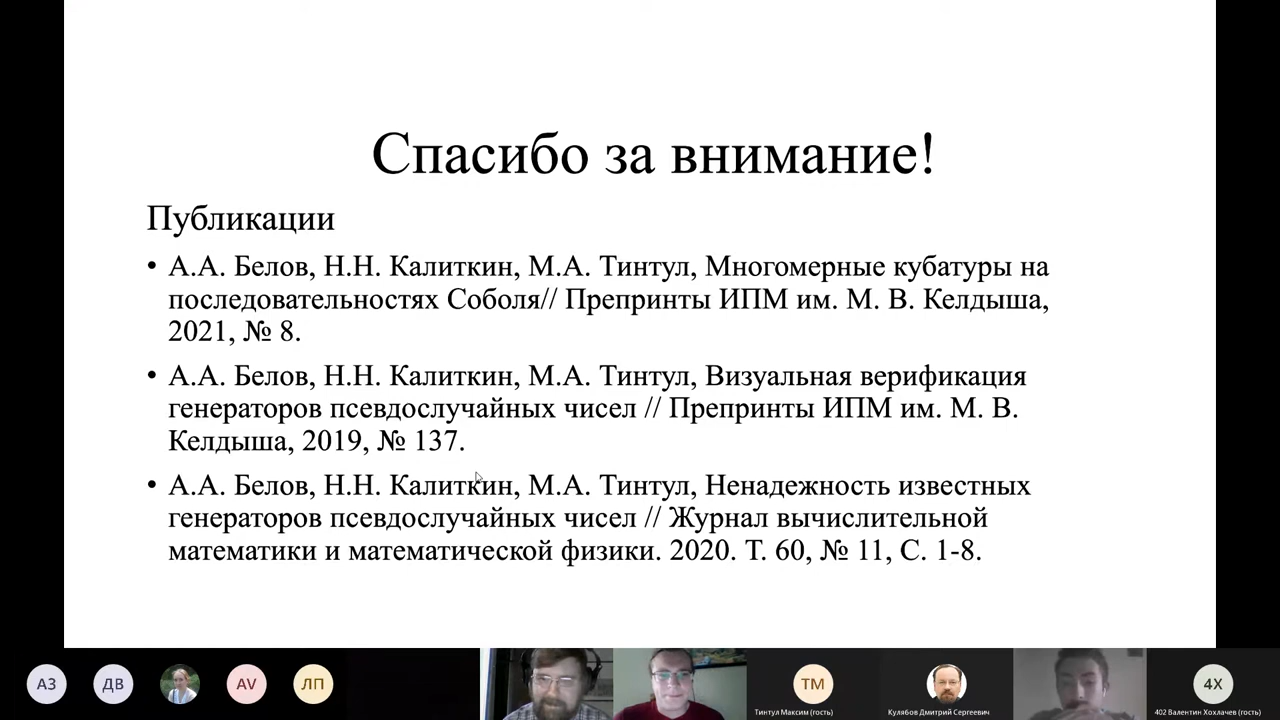 Спасибо за внимание!
Публикации
• А.А. Белов, Н.Н. Калиткин, М.А. Тинтул, Многомерные кубатуры на
последовательностях Соболя// Препринты ИПМ им. М. В. Келдыша,
2021, № 8.
• А.А. Белов, Н.Н. Калиткин, М.А. Тинтул, Визуальная верификация
генераторов псевдослучайных чисел // Препринты ИПМ им. М. В.
Келдыша, 2019, № 137.
• А.А. Белов, Н.Н. Калиткин, М.А. Тинтул, Ненадежность известных
генераторов псевдослучайных чисел // Журнал вычислительной
математики и математической физики. 2020. Т. 60, № 11, С. 1-8.
АЗ ДВ AV ЛП ТМ 4Х
Тинтул Максим (гость) Кулябов Дмитрий Сергеевич 402 Валентин Хохлачев (гость)